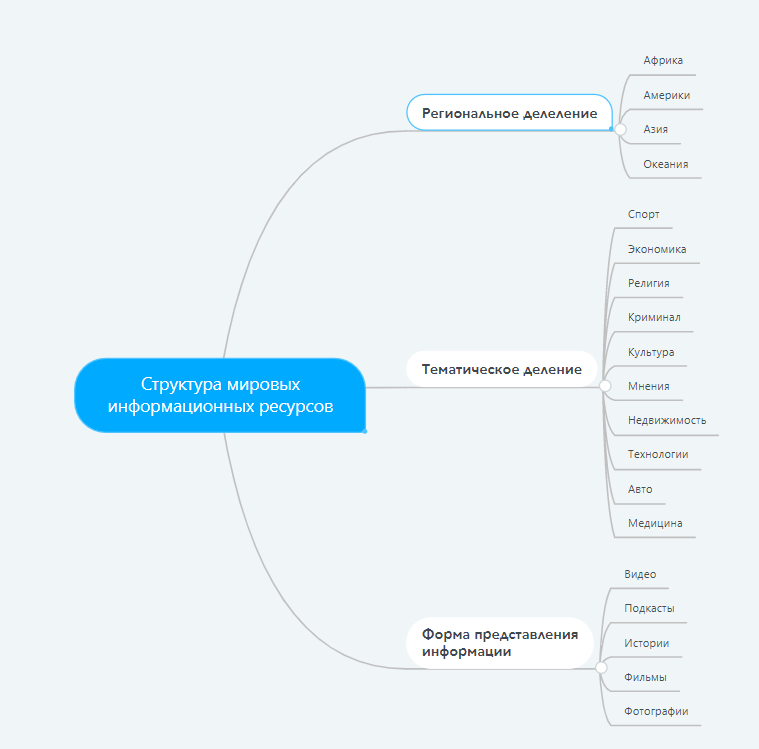 Структура мировых
информационных ресурсов
Региональное делеление
Африка
Америки
Азия
Океания
Тематическое деление
Спорт
Экономика
Религия
Криминал
Культура
Мнения
Недвижимость
Технологии
Авто
Медицина
Форма представления
информации
Видео
Подкасты
Истории
Фильмы
Фотографии